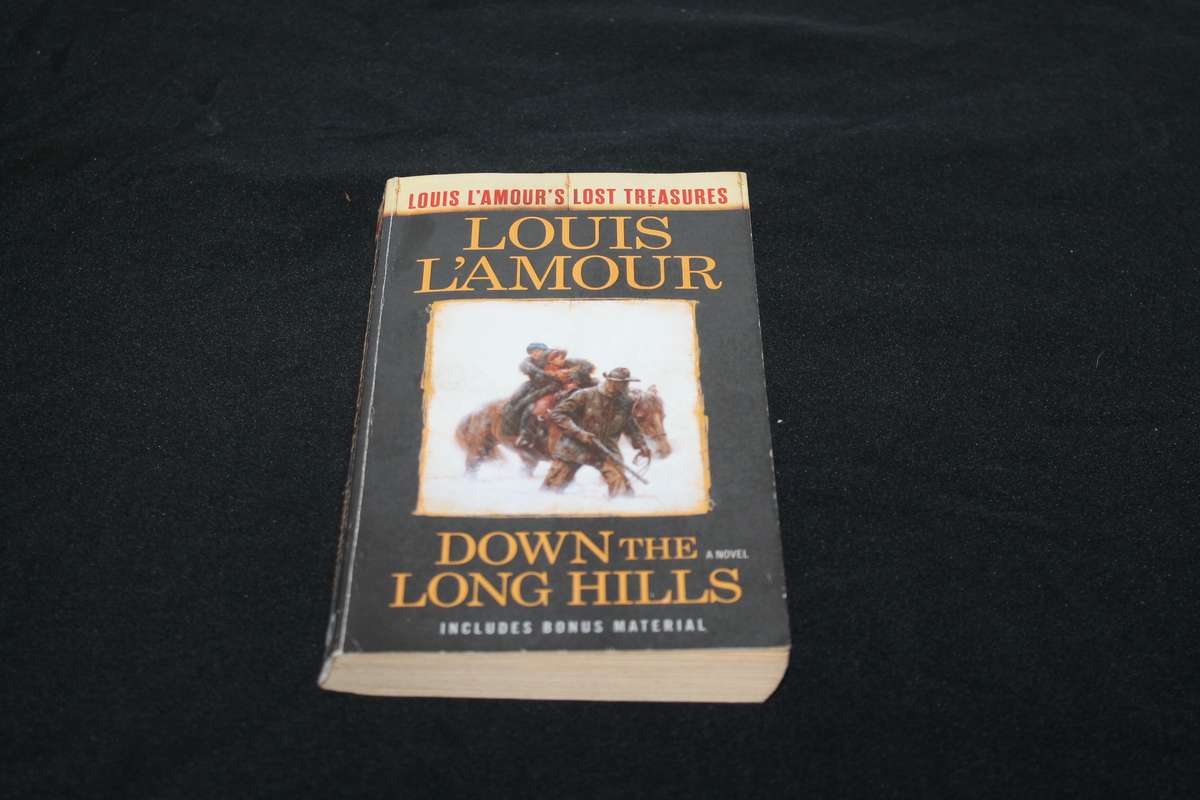 LOUIS L'AMOUR'S LOST TREASURES
LOUIS
L'AMOUR
DOWN THE
A NOVEL
LONG HILLS
INCLUDES BONUS MATERIAL